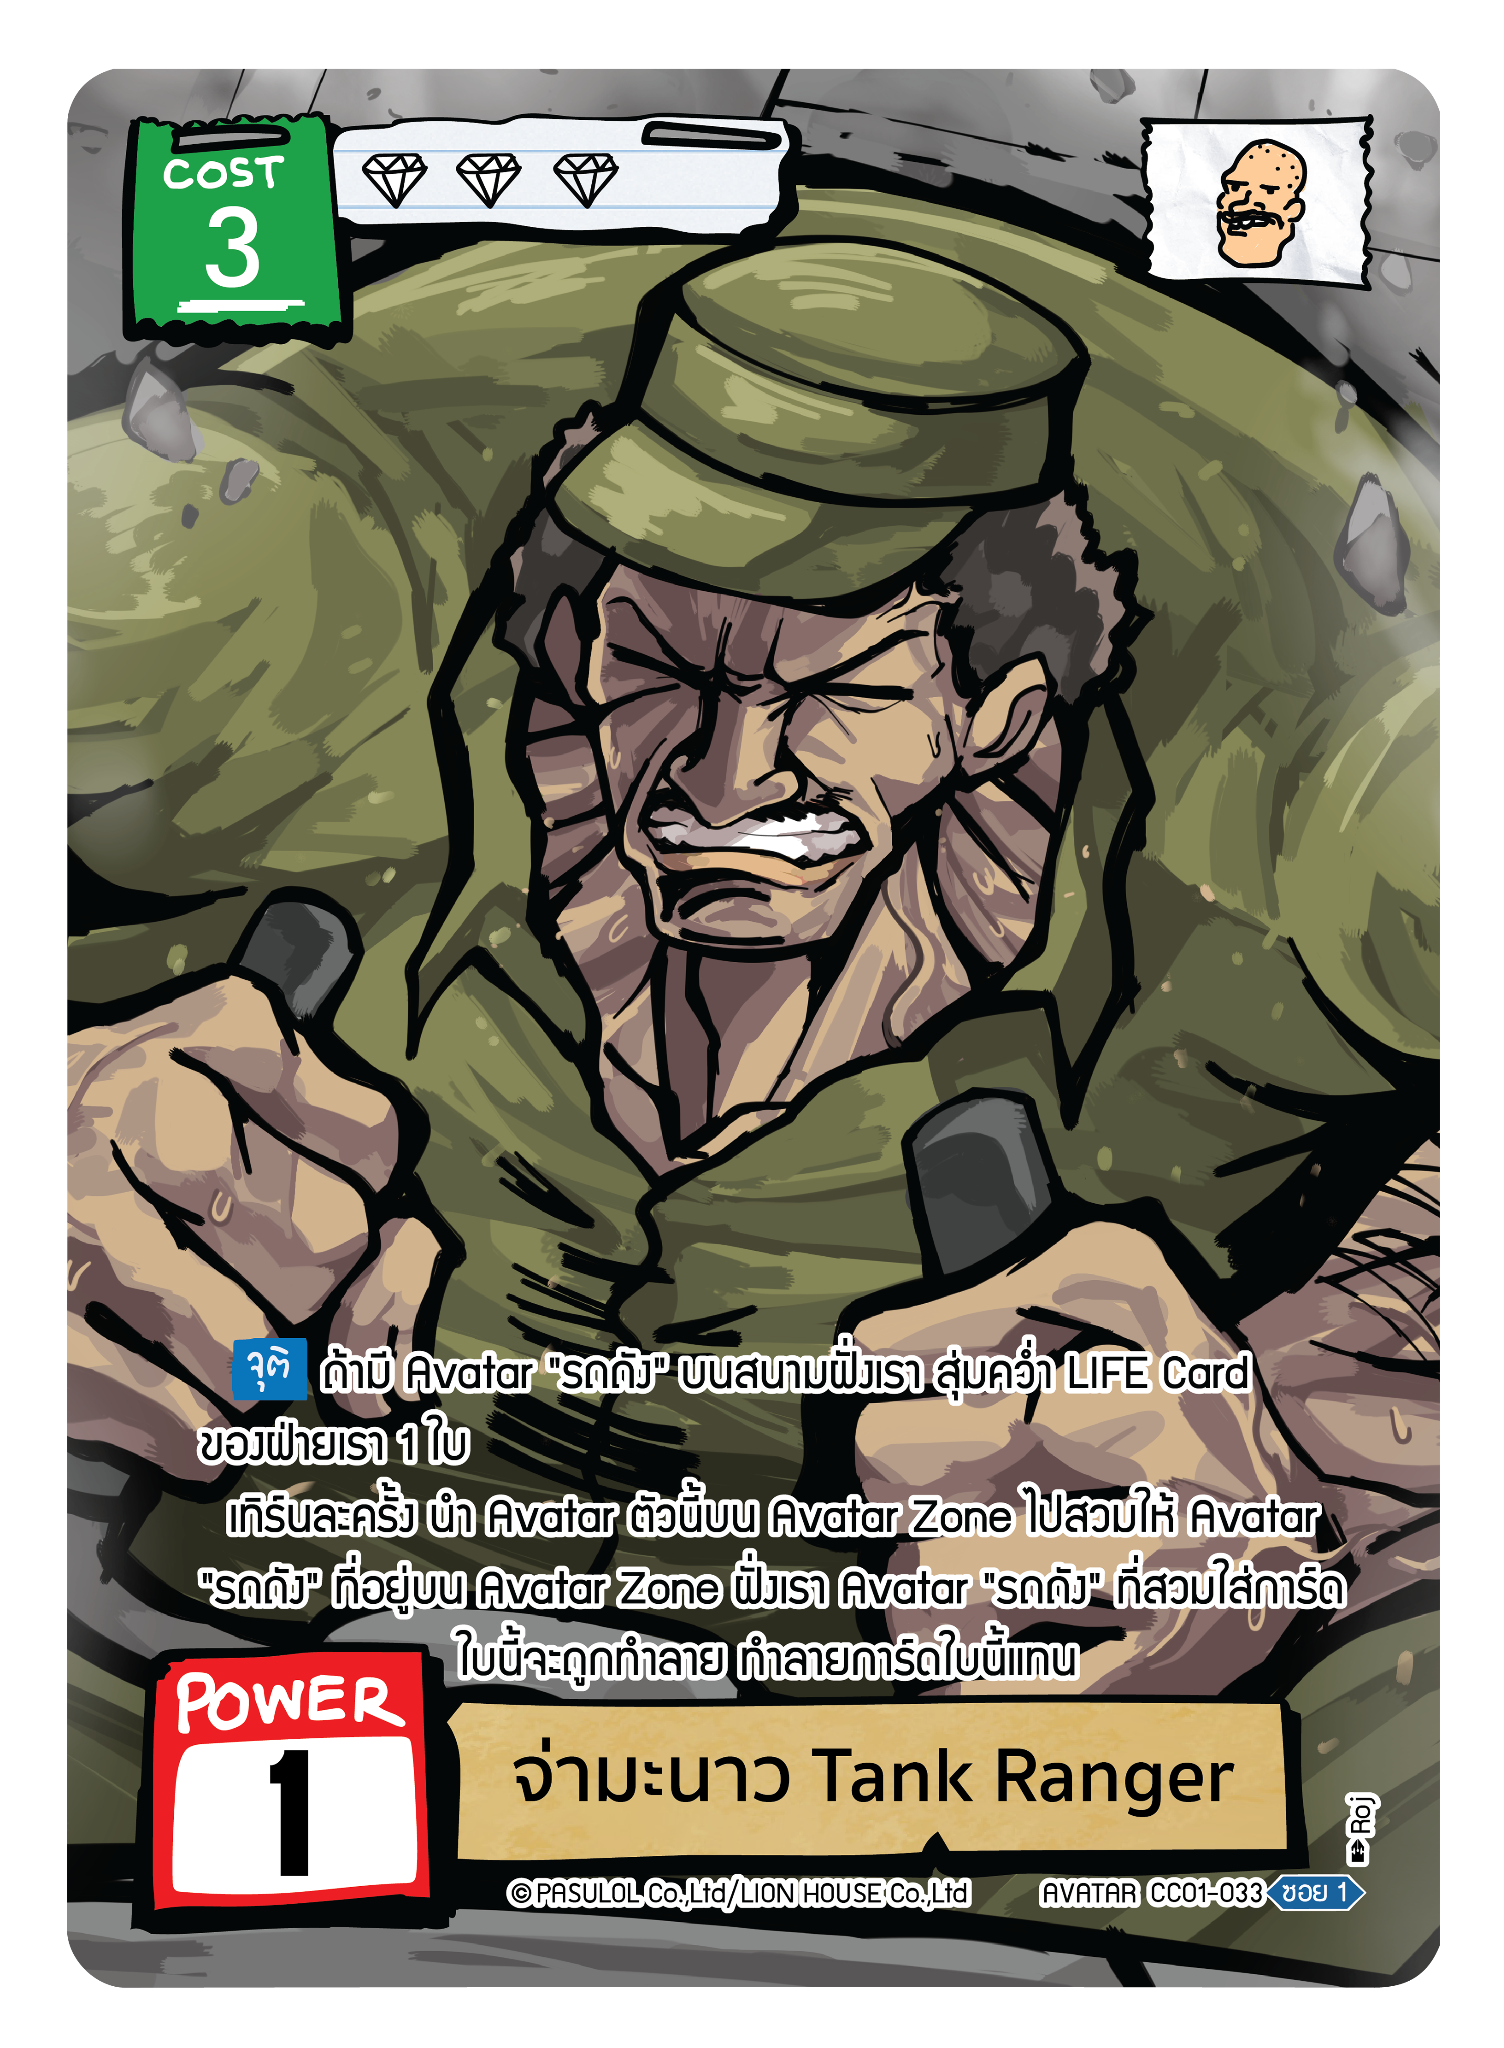 COST
3
จุติ ถ้ามี Avatar "รถถัง" บนสนามฝั่งเรา สุ่มคว่ำ LIFE Card
ของฝ่ายเรา 1 ใบ
เทิร์นละครั้ง นำ Avatar ตัวนี้บน Avatar Zone ไปสวมให้ Avatar
"รถถัง" ที่อยู่บน Avatar Zone ฝั่งเรา Avatar "รถถัง" ที่สวมใส่การ์ด
ใบนี้จะถูกทำลาย ทำลายการ์ดใบนี้แทน
POWER
1
จ่ามะนาว Tank Ranger
Roj
© PASULOL Co.,Ltd/LION HOUSE Co.,Ltd
AVATAR CC01-033 ซอย 1